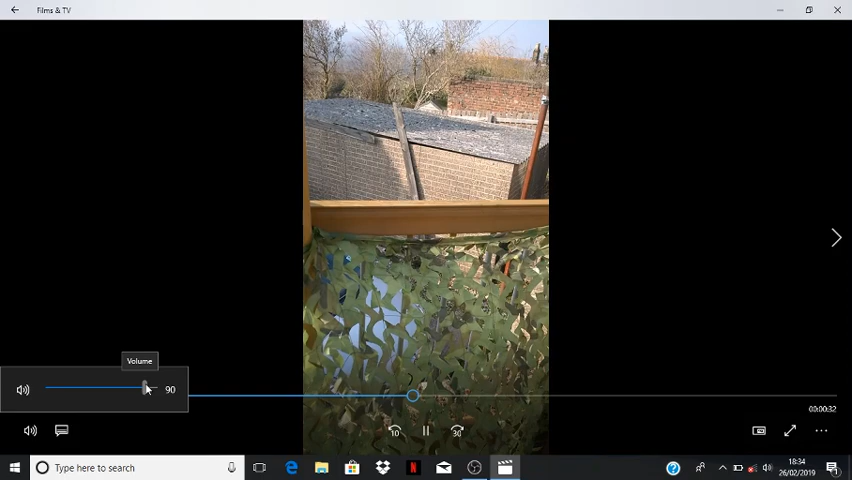 Films & TV
Volume
90
00:00:32
10
30
Type here to search
18:34
26/02/2019